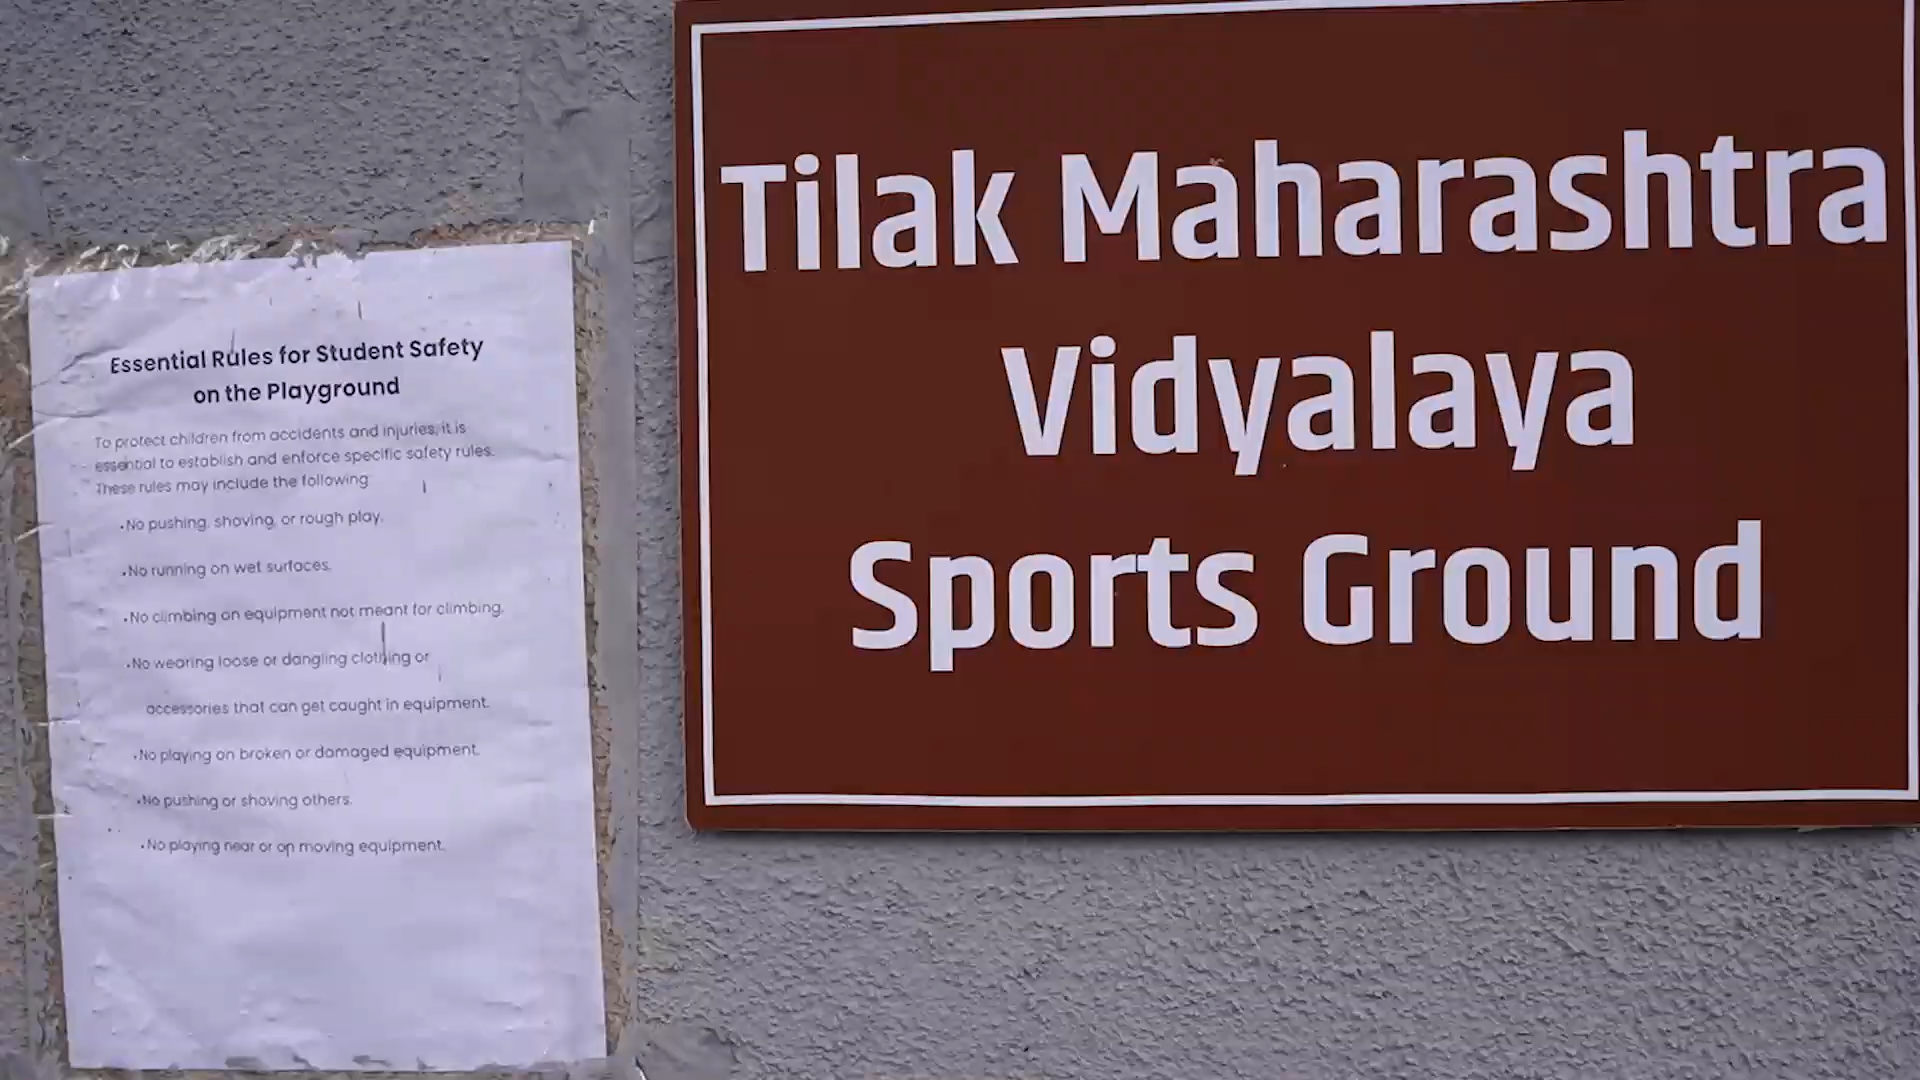 Essential Rules for Student Safety
on the Playground
To protect children from accidents and injuries, it is
essential to establish and enforce specific safety rules.
These rules may include the following
•No pushing, shoving, or rough play.
•No running on wet surfaces.
•No climbing on equipment not meant for climbing.
•No wearing loose or dangling clothing or
accessories that can get caught in equipment.
•No playing on broken or damaged equipment.
•No pushing or shoving others.
•No playing near or on moving equipment.
Tilak Maharashtra
Vidyalaya
Sports Ground